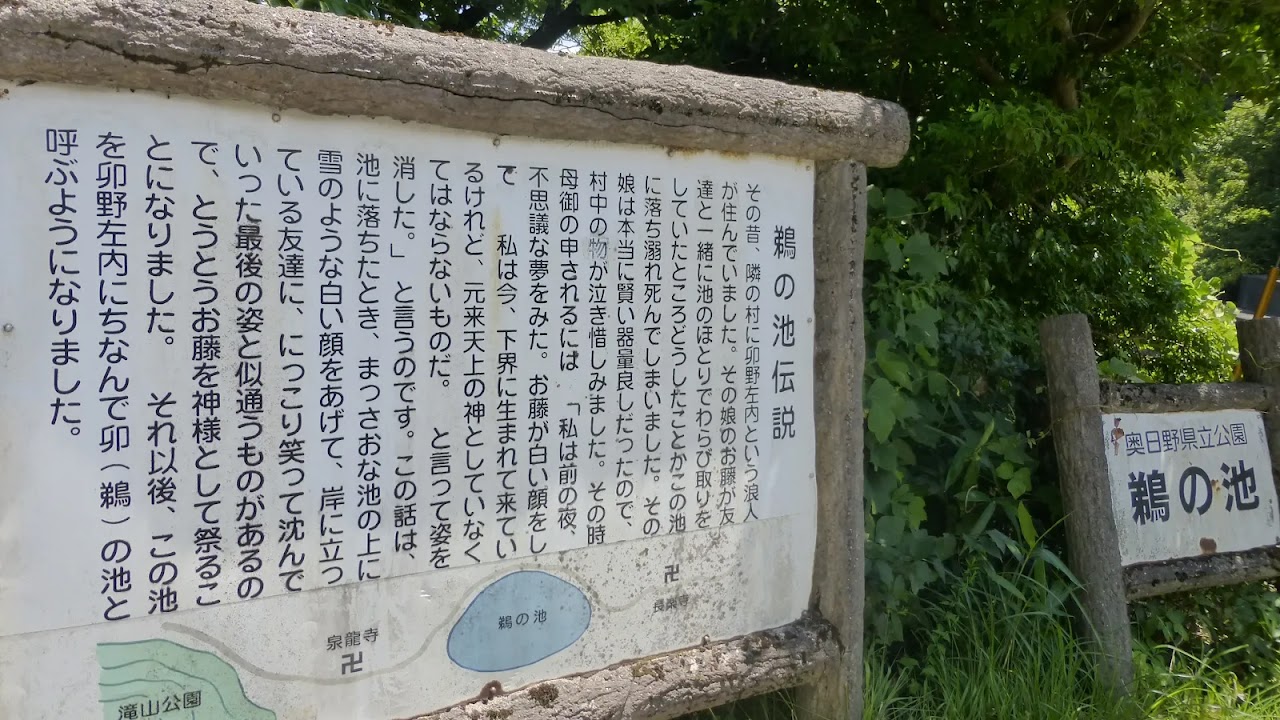 鵜の池伝説
その昔、隣の村に卯野左内という浪人
が住んでいました。その娘のお藤が友
達と一緒に池のほとりでわらび取りを
していたところどうしたことかこの池
に落ち溺れ死んでしまいました。その
娘は本当に賢い器量良しだったので、
村中の物が泣き惜しみました。その時
母御の申されるには 「私は前の夜、
不思議な夢をみた。お藤が白い顔をし
で 私は今、下界に生まれて来てい
るけれど、元来天上の神としていなく
てはならないものだ。 と言って姿を
消した。」 と言うのです。この話は、
池に落ちたとき、まっさおな池の上に
雪のような白い顔をあげて、岸に立っ
ている友達に、にっこり笑って沈んで
いった最後の姿と似通うものがあるの
で、とうとうお藤を神様として祭るこ
とになりました。 それ以後、この池
を卯野左内にちなんで卯(鵜)の池と
呼ぶようになりました。
長龍寺
鵜の池
泉龍寺
滝山公園
奥日野県立公園
鵜の池